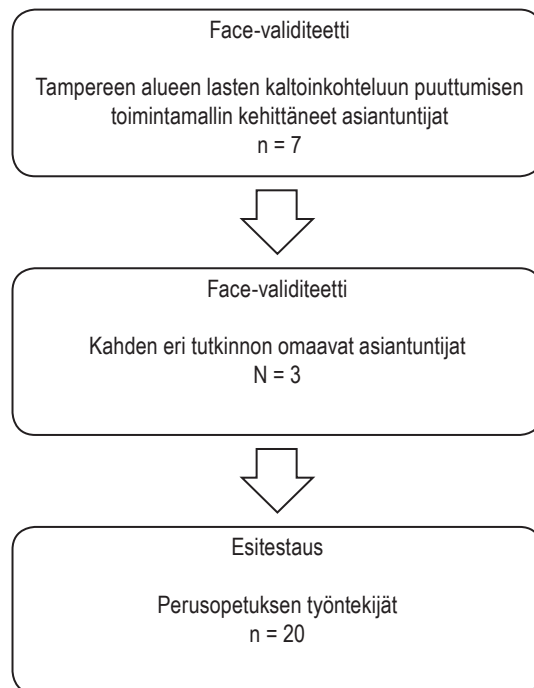 Face-validiteetti
Tampereen alueen lasten kaltoinkohteluun puuttumisen
toimintamallin kehittäneet asiantuntijat
n = 7
Face-validiteetti
Kahden eri tutkinnon omaavat asiantuntijat
N = 3
Esitestaus
Perusopetuksen työntekijät
n = 20